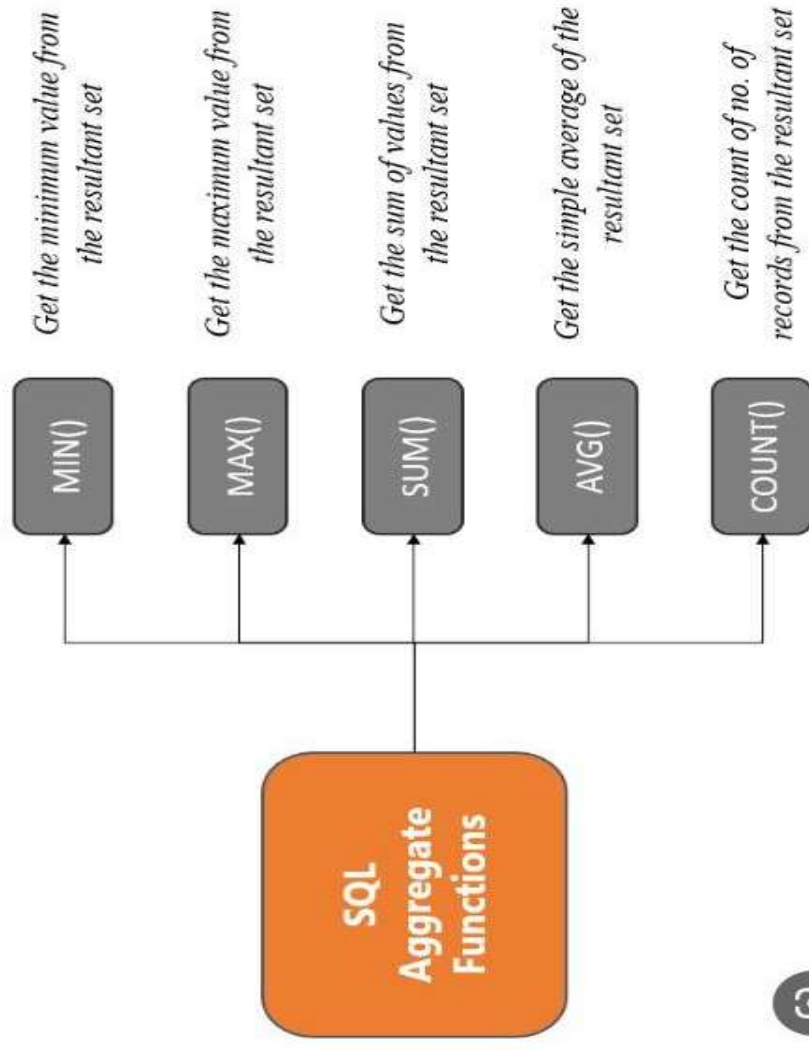 SQL
Aggregate
Functions
MIN()
Get the minimum value from
the resultant set
MAX()
Get the maximum value from
the resultant set
SUM()
Get the sum of values from
the resultant set
AVG()
Get the simple average of the
resultant set
COUNT()
Get the count of no. of
records from the resultant set